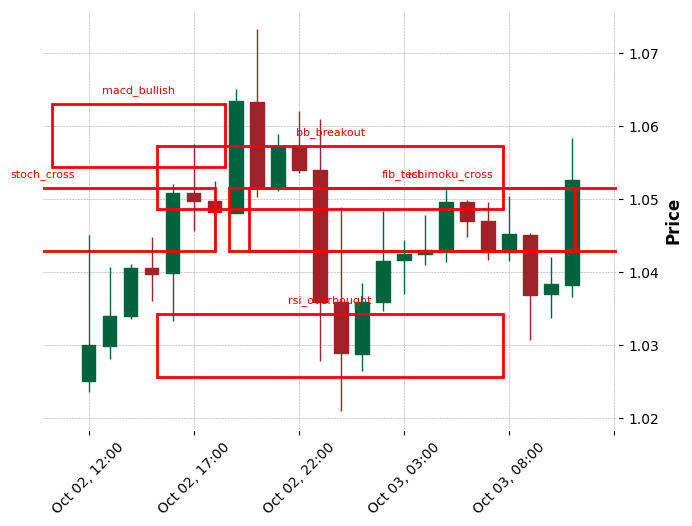 macd_bullish
bb_breakout
stoch_cross
ichimoku_cross
rsi_overbought
1.07
1.06
1.05
1.04
1.03
1.02
Price
Oct 02, 12:00
Oct 02, 17:00
Oct 02, 22:00
Oct 03, 03:00
Oct 03, 08:00